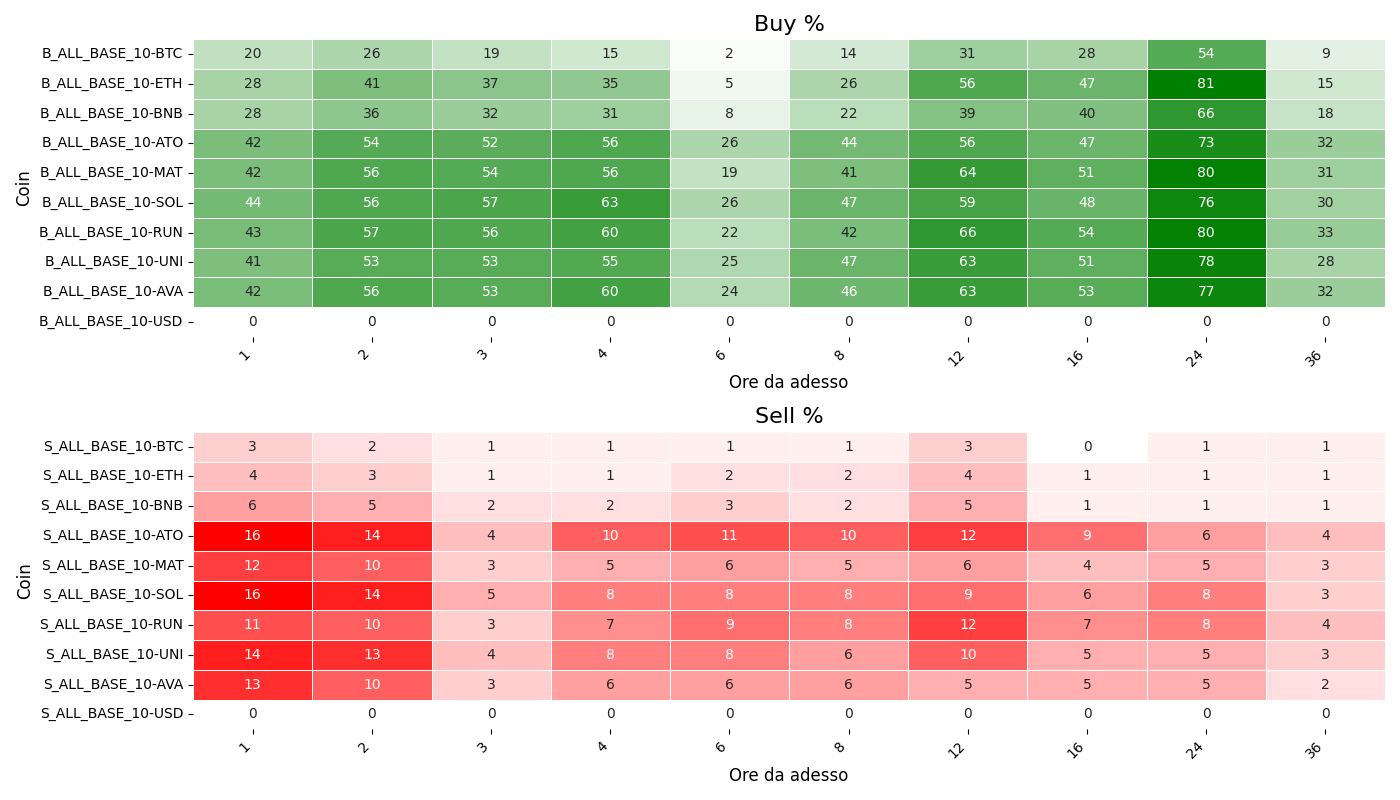 Buy %
Coin
B_ALL_BASE_10-BTC 20 26 19 15 2 14 31 28 54 9
B_ALL_BASE_10-ETH 28 41 37 35 5 26 56 47 81 15
B_ALL_BASE_10-BNB 28 36 32 31 8 22 39 40 66 18
B_ALL_BASE_10-ATO 42 54 52 56 26 44 56 47 73 32
B_ALL_BASE_10-MAT 42 56 54 56 19 41 64 51 80 31
B_ALL_BASE_10-SOL 44 56 57 63 26 47 59 48 76 30
B_ALL_BASE_10-RUN 43 57 56 60 22 42 66 54 80 33
B_ALL_BASE_10-UNI 41 53 53 55 25 47 63 51 78 28
B_ALL_BASE_10-AVA 42 56 53 60 24 46 63 53 77 32
B_ALL_BASE_10-USD 0 0 0 0 0 0 0 0 0 0
1 2 3 4 6 8 12 16 24 36
Ore da adesso
Sell %
Coin
S_ALL_BASE_10-BTC 3 2 1 1 1 1 3 0 1 1
S_ALL_BASE_10-ETH 4 3 1 1 2 2 4 1 1 1
S_ALL_BASE_10-BNB 6 5 2 2 3 2 5 1 1 1
S_ALL_BASE_10-ATO 16 14 4 10 11 10 12 9 6 4
S_ALL_BASE_10-MAT 12 10 3 5 6 5 6 4 5 3
S_ALL_BASE_10-SOL 16 14 5 8 8 8 9 6 8 3
S_ALL_BASE_10-RUN 11 10 3 7 9 8 12 7 8 4
S_ALL_BASE_10-UNI 14 13 4 8 8 6 10 5 5 3
S_ALL_BASE_10-AVA 13 10 3 6 6 6 5 5 5 2
S_ALL_BASE_10-USD 0 0 0 0 0 0 0 0 0 0
1 2 3 4 6 8 12 16 24 36
Ore da adesso